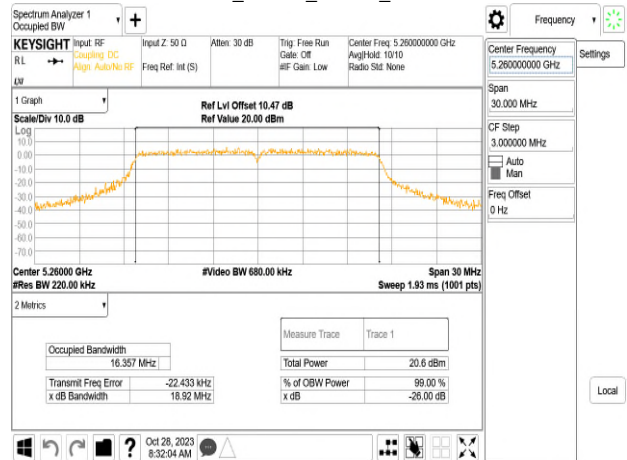 Spectrum Analyzer 1
Occupied BW
+
Frequency
KEYSIGHT
Input: RF
Input Z: 50 Ω
Atten: 30 dB
Trig: Free Run
Center Freq: 5.260000000 GHz
RL
Coupling: DC
Gate: Off
Avg|Hold: 10/10
Align: Auto/No RF
Freq Ref: Int (S)
#IF Gain: Low
Radio Std: None
LXI
Center Frequency
5.260000000 GHz
Settings
Span
30.000 MHz
CF Step
3.000000 MHz
Auto
Man
Freq Offset
0 Hz
Local
1 Graph
Ref Lvl Offset 10.47 dB
Scale/Div 10.0 dB
Ref Value 20.00 dBm
Log
10.0
0.00
-10.0
-20.0
-30.0
-40.0
-50.0
-60.0
-70.0
Center 5.26000 GHz
#Video BW 680.00 kHz
Span 30 MHz
#Res BW 220.00 kHz
Sweep 1.93 ms (1001 pts)
2 Metrics
Measure Trace
Trace 1
Occupied Bandwidth
16.357 MHz
Total Power
20.6 dBm
Transmit Freq Error
-22.433 kHz
% of OBW Power
99.00 %
x dB Bandwidth
18.92 MHz
x dB
-26.00 dB
?
Oct 28, 2023
8:32:04 AM